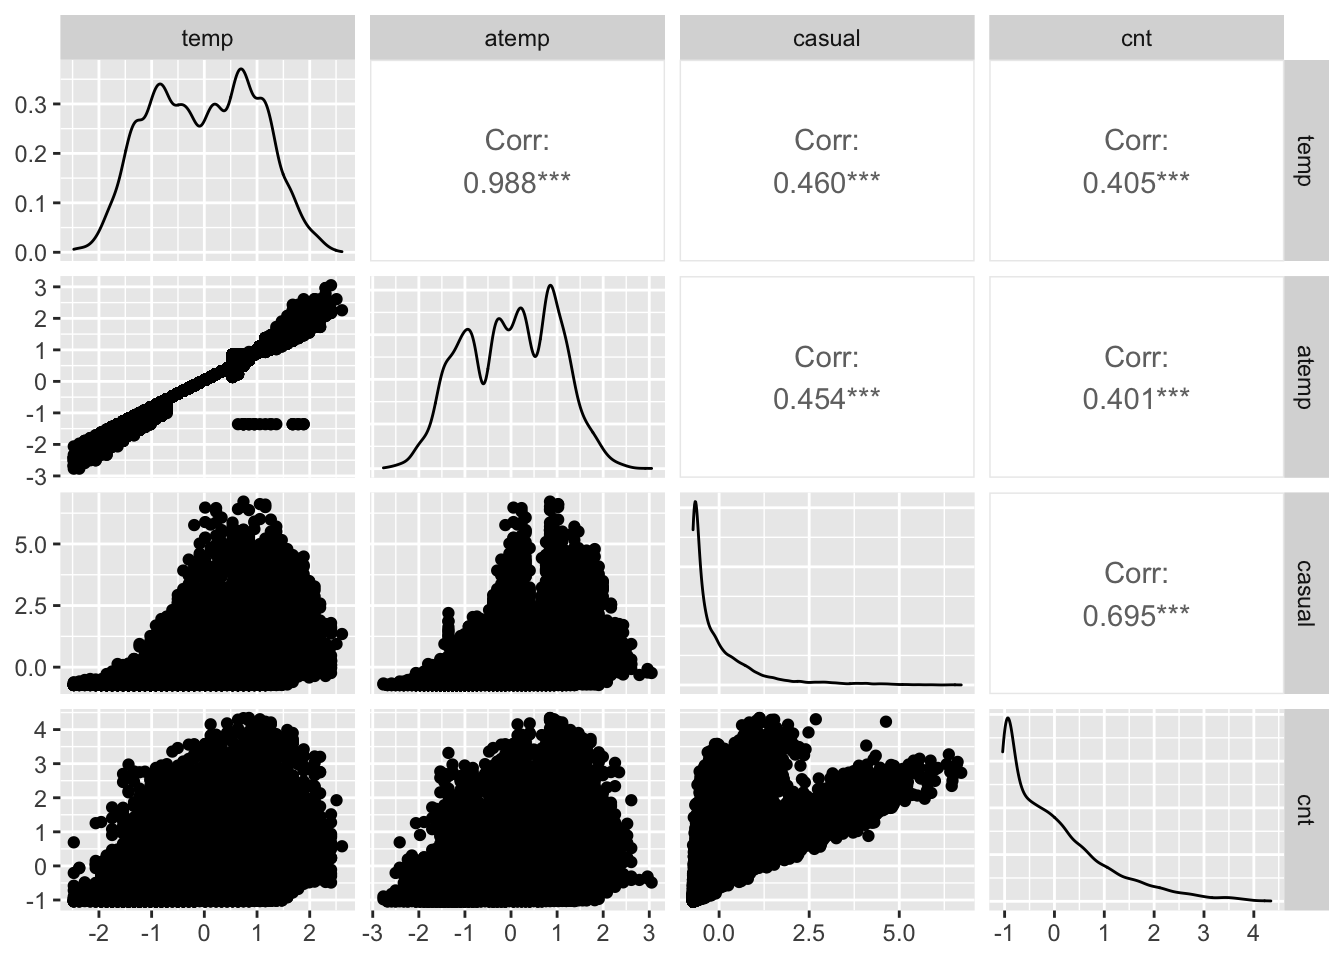 temp
atemp
casual
cnt
0.3
0.2
0.1
0.0
Corr:
0.988***
Corr:
0.460***
Corr:
0.405***
temp
3
2
1
0
-1
-2
-3
Corr:
0.454***
Corr:
0.401***
atemp
5.0
2.5
0.0
Corr:
0.695***
casual
4
3
2
1
0
-1
cnt
-2 -1 0 1 2
-3 -2 -1 0 1 2 3
0.0 2.5 5.0
-1 0 1 2 3 4